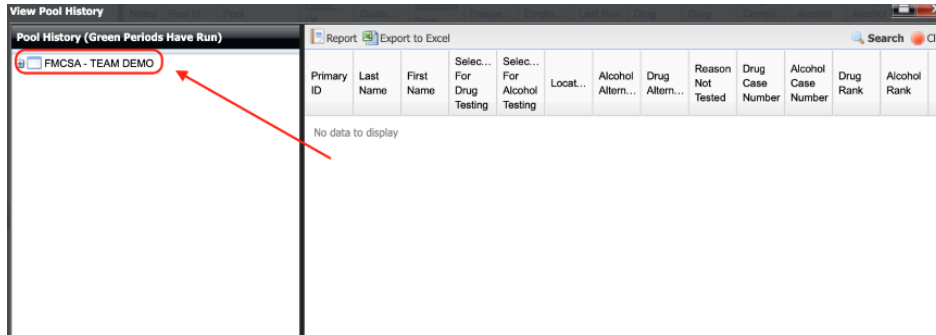 View Pool History
Pool History (Green Periods Have Run)
FMCSA - TEAM DEMO
Report Export to Excel Search Cl
Primary ID
Last Name
First Name
Selec... For Drug Testing
Selec... For Alcohol Testing
Locat...
Alcohol Altern...
Drug Altern...
Reason Not Tested
Drug Case Number
Alcohol Case Number
Drug Rank
Alcohol Rank
No data to display